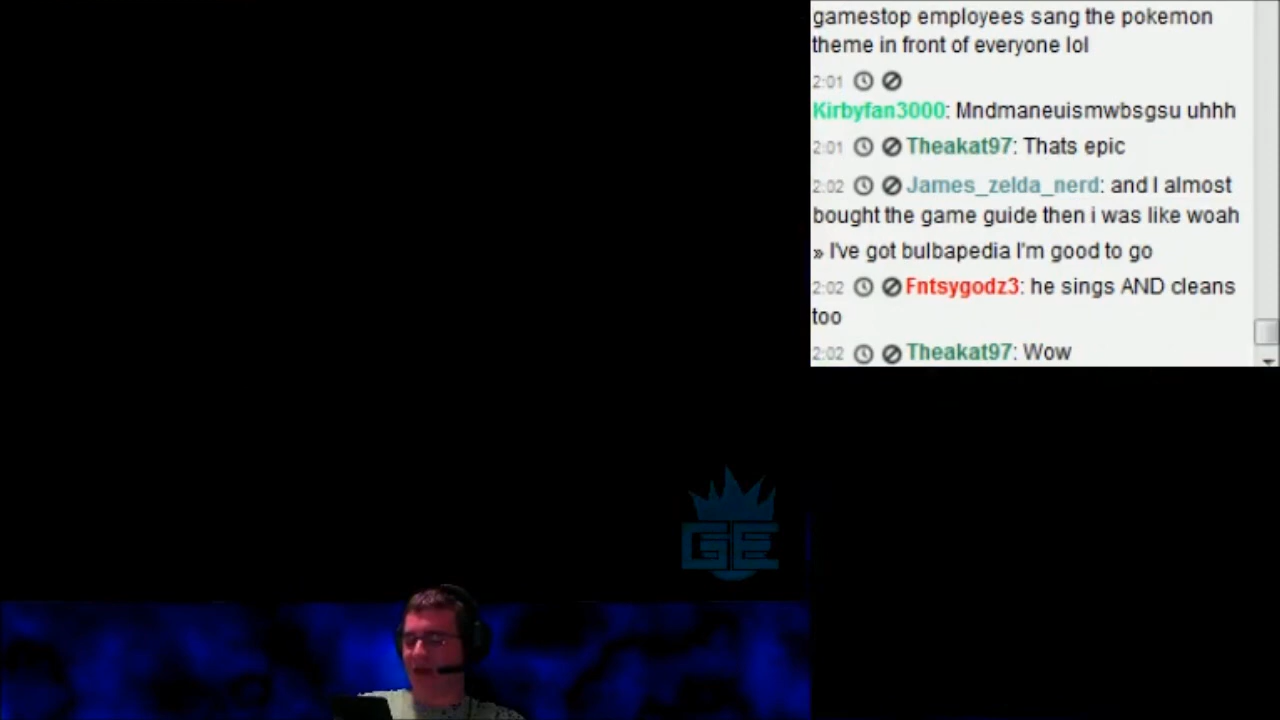 gamestop employees sang the pokemon
theme in front of everyone lol
2:01
Kirbyfan3000: Mndmaneuismwbsgsu uhhh
2:01 Theakat97: Thats epic
2:02 James_zelda_nerd: and I almost
bought the game guide then i was like woah
» I've got bulbapedia I'm good to go
2:02 Fntsygodz3: he sings AND cleans
too
2:02 Theakat97: Wow
GE